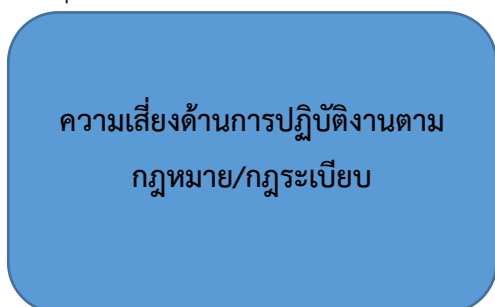 ความเสี่ยงด้านการปฏิบัติงานตาม
กฎหมาย/กฎระเบียบ